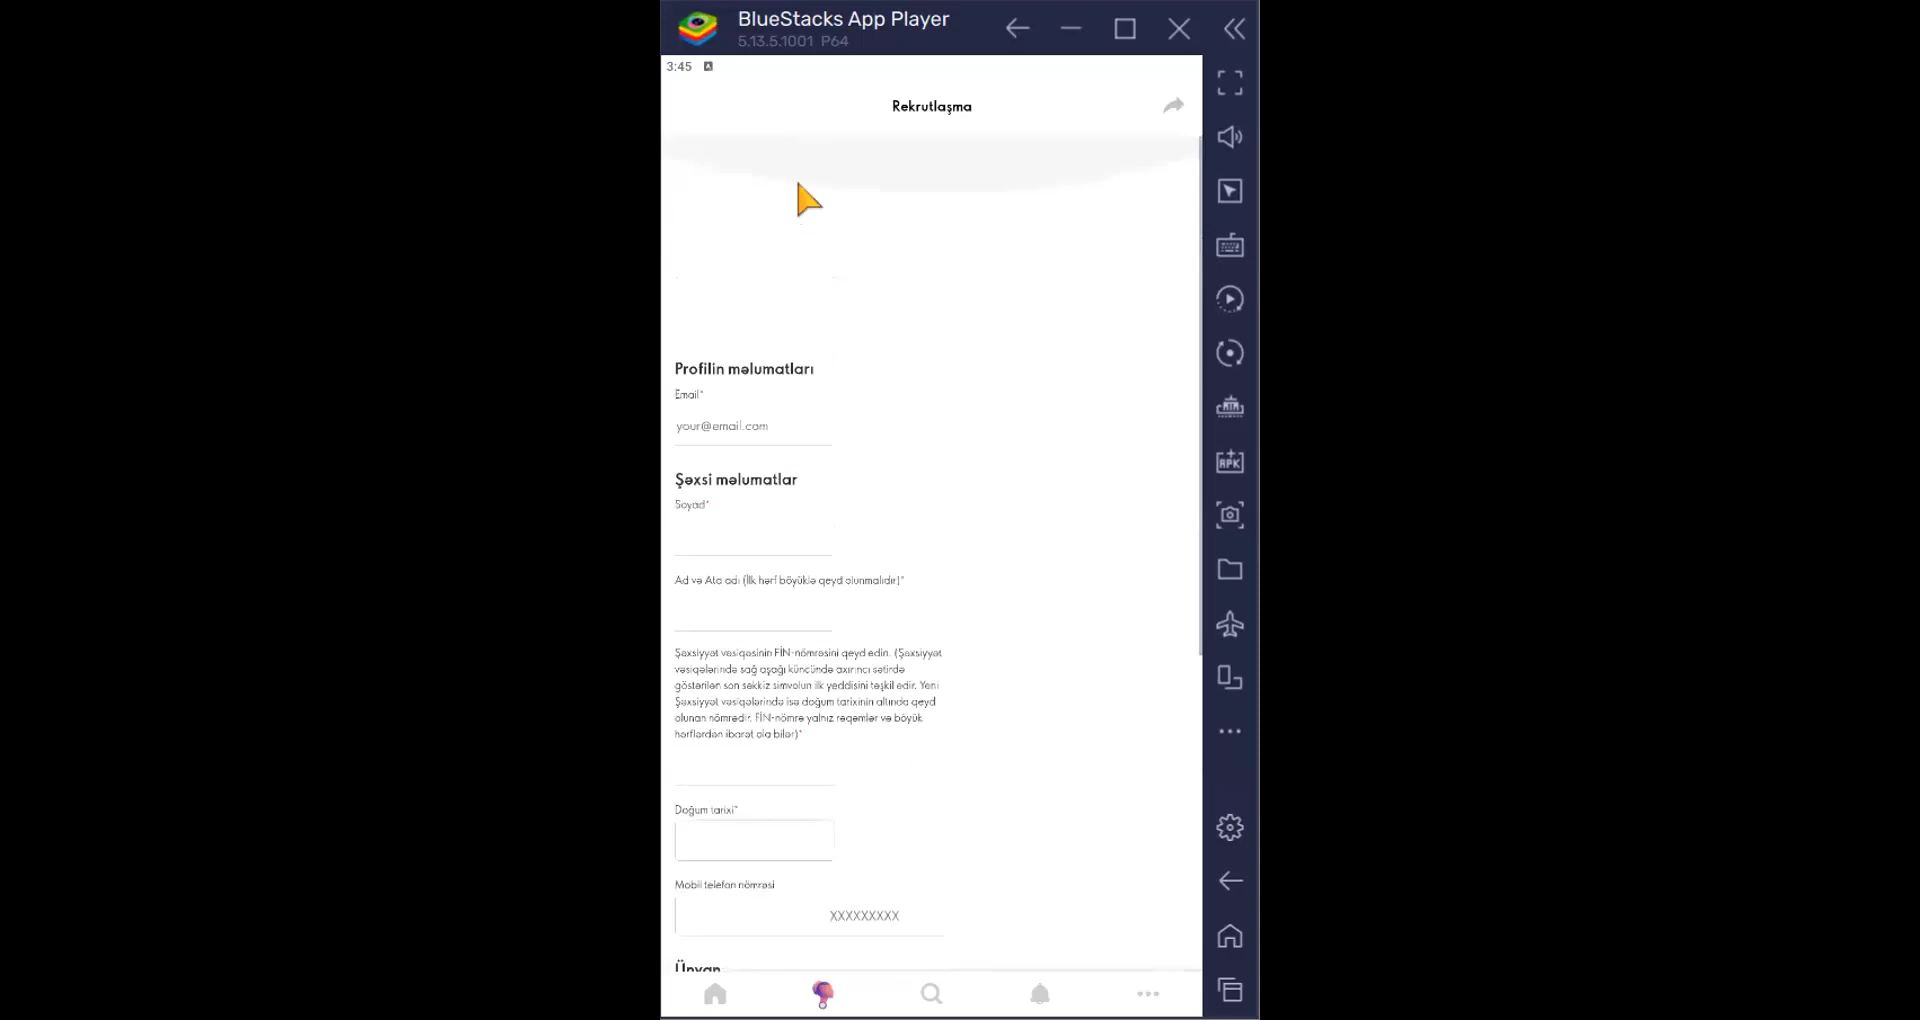 BlueStacks App Player
5.13.5.1001 P64
3:45
Rekrutlaşma
Profilin məlumatları
Email*
your@email.com
Şəxsi məlumatlar
Soyad*
Ad və Ata adı (İlk hərf böyüklə qeyd olunmalıdır)*
Şəxsiyyət vəsiqəsinin FİN-nömrəsini qeyd edin. (Şəxsiyyət
vəsiqələrində sağ aşağı küncündə axırıncı sətirdə
göstərilən son səkkiz simvolun ilk yeddisini təşkil edir. Yeni
Şəxsiyyət vəsiqələrində isə doğum tarixinin altında qeyd
olunan nömrədir. FİN-nömrə yalnız rəqəmlər və böyük
hərflərdən ibarət ola bilər)*
Doğum tarixi*
Mobil telefon nömrəsi
XXXXXXXXX
Ünvan
APK